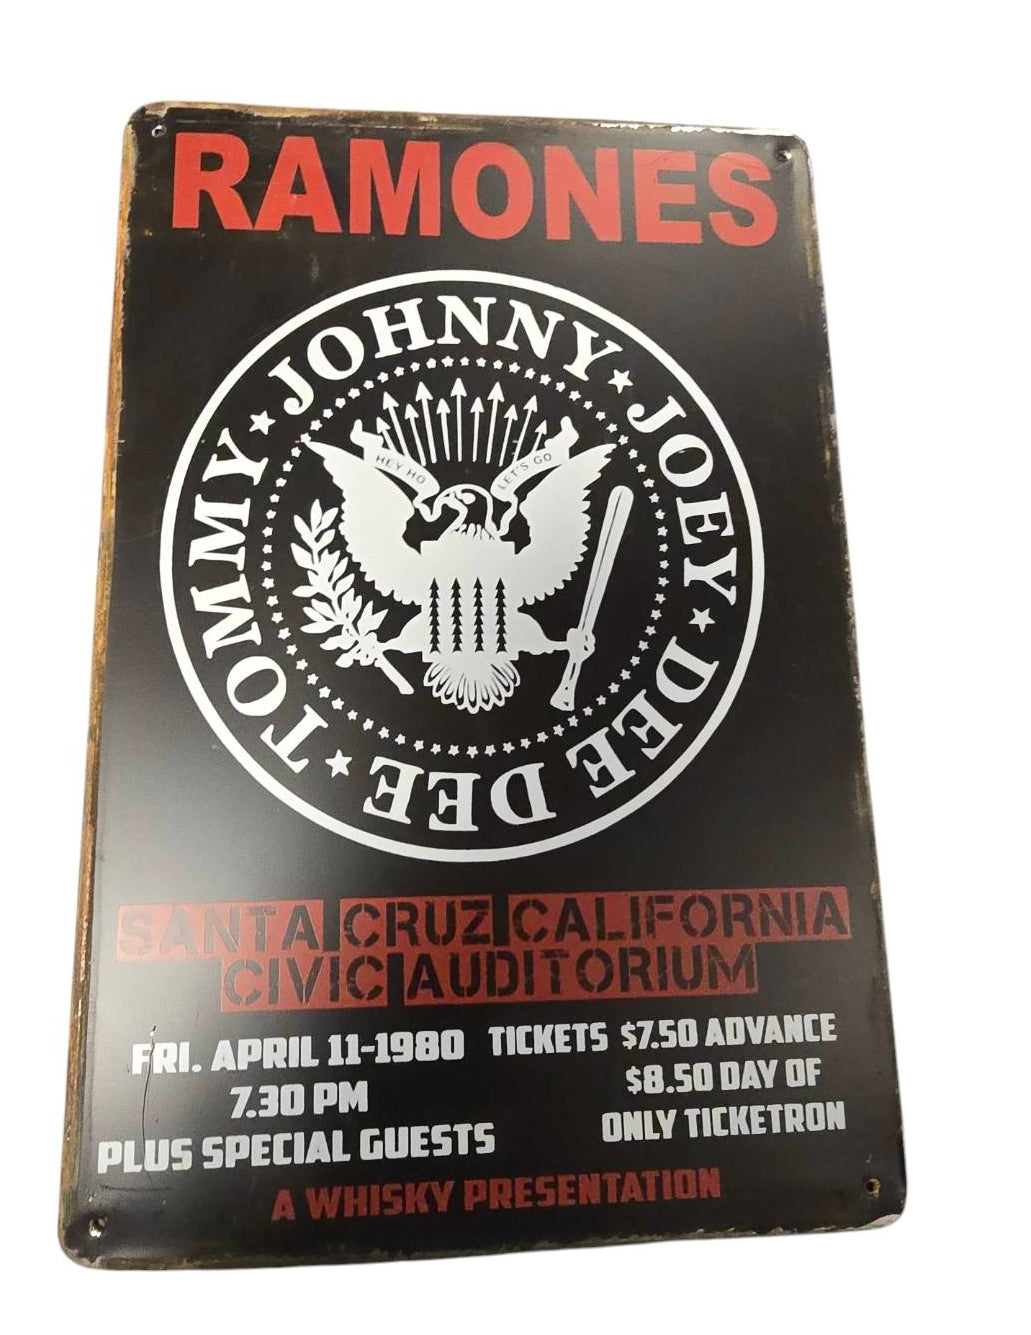 RAMONES
JOHNNY ★ JOEY ★ DEE DEE ★ TOMMY ★
HEY HO
LET'S GO
SANTA CRUZ CALIFORNIA
CIVIC AUDITORIUM
FRI. APRIL 11-1980
7.30 PM
PLUS SPECIAL GUESTS
TICKETS $7.50 ADVANCE
$8.50 DAY OF
ONLY TICKETRON
A WHISKY PRESENTATION